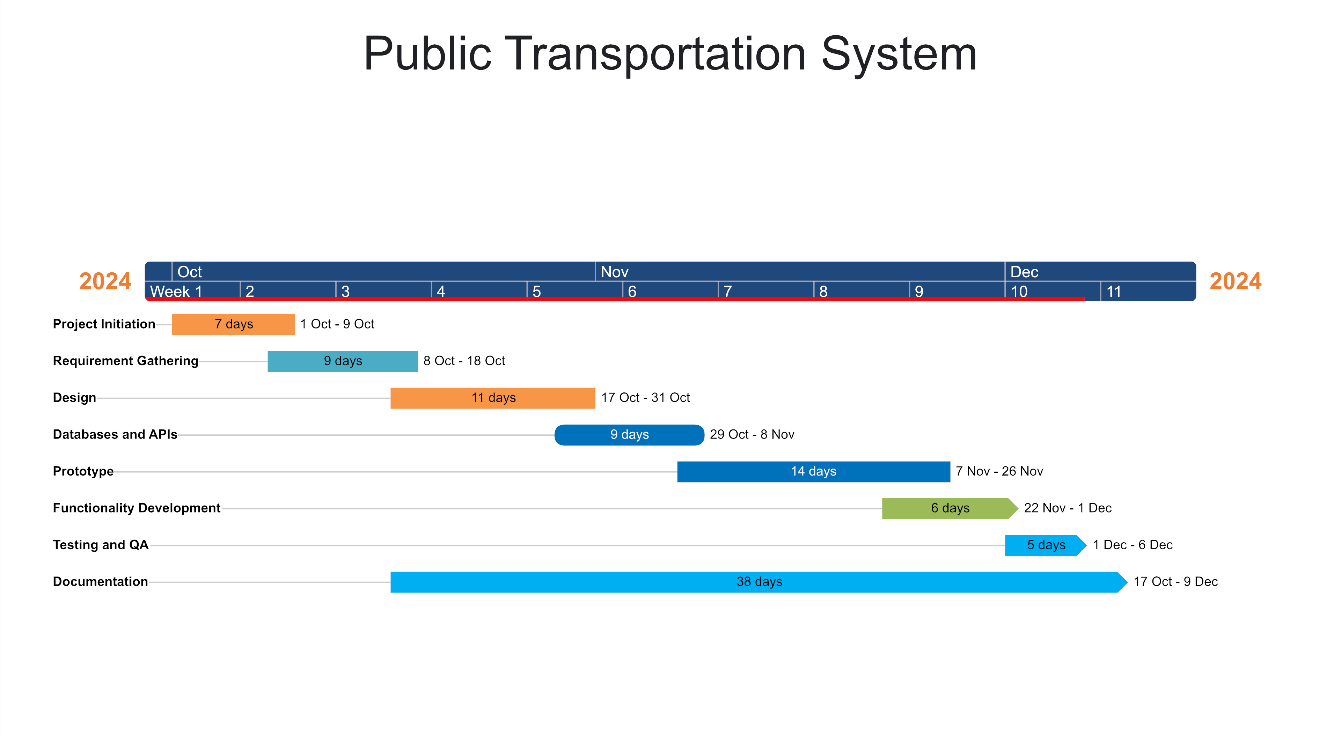 Public Transportation System
2024 Oct Nov Dec 2024
Week 1 2 3 4 5 6 7 8 9 10 11
Project Initiation 7 days 1 Oct - 9 Oct
Requirement Gathering 9 days 8 Oct - 18 Oct
Design 11 days 17 Oct - 31 Oct
Databases and APIs 9 days 29 Oct - 8 Nov
Prototype 14 days 7 Nov - 26 Nov
Functionality Development 6 days 22 Nov - 1 Dec
Testing and QA 5 days 1 Dec - 6 Dec
Documentation 38 days 17 Oct - 9 Dec